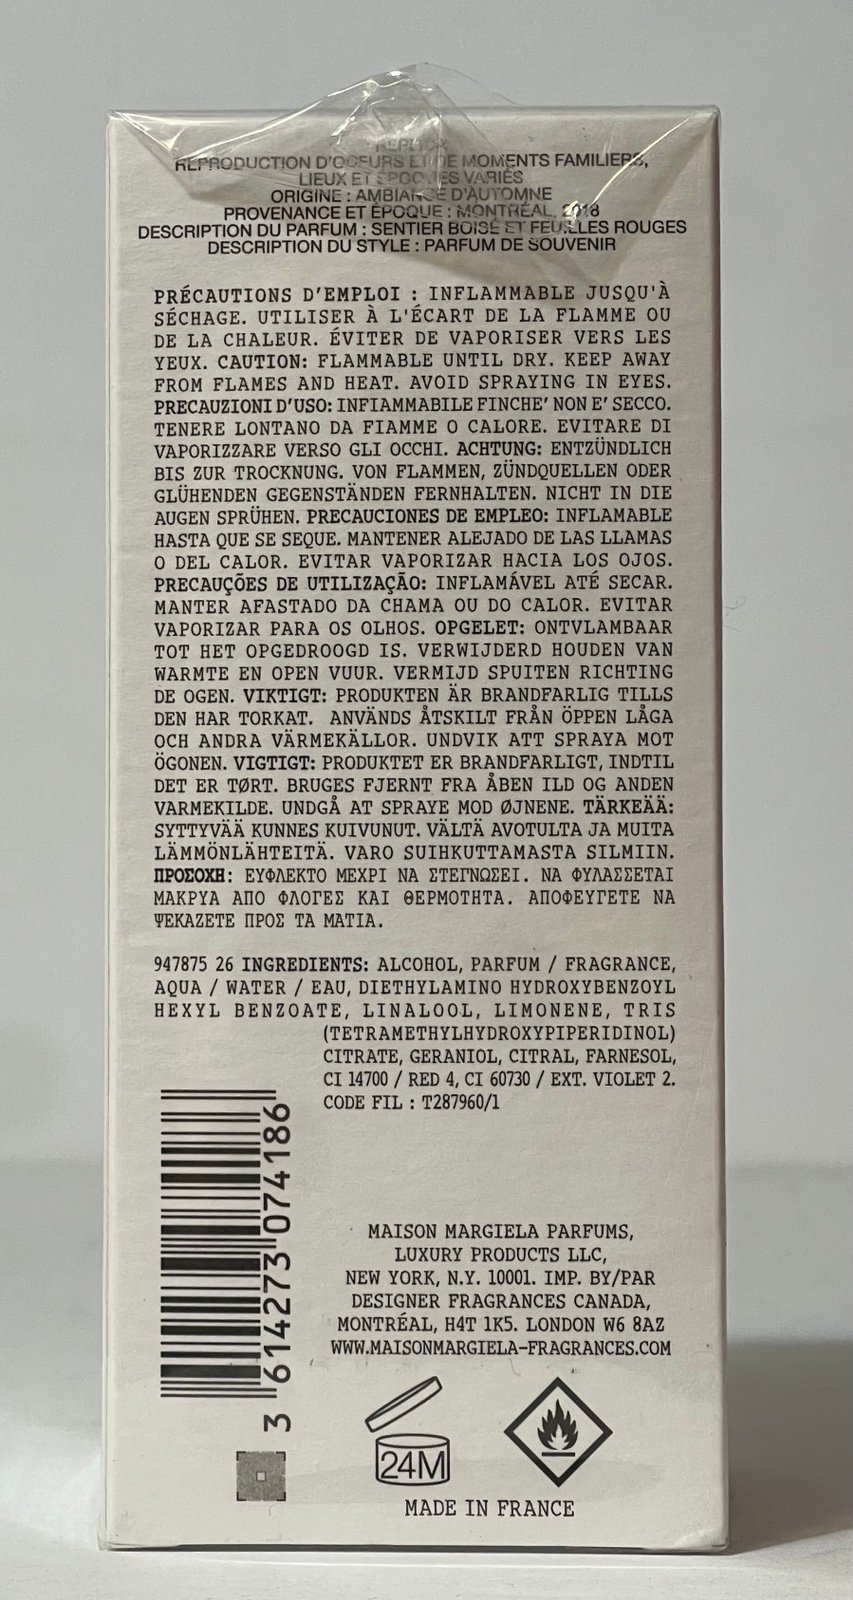 REPLICA
REPRODUCTION D'ODEURS ET DE MOMENTS FAMILIERS,
LIEUX ET ÉPOQUES VARIÉS
ORIGINE : AMBIANCE D'AUTOMNE
PROVENANCE ET ÉPOQUE : MONTRÉAL, 2018
DESCRIPTION DU PARFUM : SENTIER BOISÉ ET FEUILLES ROUGES
DESCRIPTION DU STYLE : PARFUM DE SOUVENIR
PRÉCAUTIONS D'EMPLOI : INFLAMMABLE JUSQU'À
SÉCHAGE. UTILISER À L'ÉCART DE LA FLAMME OU
DE LA CHALEUR. ÉVITER DE VAPORISER VERS LES
YEUX. CAUTION: FLAMMABLE UNTIL DRY. KEEP AWAY
FROM FLAMES AND HEAT. AVOID SPRAYING IN EYES.
PRECAUZIONI D'USO: INFIAMMABILE FINCHE' NON E' SECCO.
TENERE LONTANO DA FIAMME O CALORE. EVITARE DI
VAPORIZZARE VERSO GLI OCCHI. ACHTUNG: ENTZÜNDLICH
BIS ZUR TROCKNUNG. VON FLAMMEN, ZÜNDQUELLEN ODER
GLÜHENDEN GEGENSTÄNDEN FERNHALTEN. NICHT IN DIE
AUGEN SPRÜHEN. PRECAUCIONES DE EMPLEO: INFLAMABLE
HASTA QUE SE SEQUE. MANTENER ALEJADO DE LAS LLAMAS
O DEL CALOR. EVITAR VAPORIZAR HACIA LOS OJOS.
PRECAUÇÕES DE UTILIZAÇÃO: INFLAMÁVEL ATÉ SECAR.
MANTER AFASTADO DA CHAMA OU DO CALOR. EVITAR
VAPORIZAR PARA OS OLHOS. OPGELET: ONTVLAMBAAR
TOT HET OPGEDROOGD IS. VERWIJDERD HOUDEN VAN
WARMTE EN OPEN VUUR. VERMIJD SPUITEN RICHTING
DE OGEN. VIKTIGT: PRODUKTEN ÄR BRANDFARLIG TILLS
DEN HAR TORKAT. ANVÄNDS ÅTSKILT FRÅN ÖPPEN LÅGA
OCH ANDRA VÄRMEKÄLLOR. UNDVIK ATT SPRAYA MOT
ÖGONEN. VIGTIGT: PRODUKTET ER BRANDFARLIGT, INDTIL
DET ER TØRT. BRUGES FJERNT FRA ÅBEN ILD OG ANDEN
VARMEKILDE. UNDGÅ AT SPRAYE MOD ØJNENE. TÄRKEÄÄ:
SYTTYVÄÄ KUNNES KUIVUNUT. VÄLTÄ AVOTULTA JA MUITA
LÄMMÖNLÄHTEITÄ. VARO SUIHKUTTAMASTA SILMIIN.
ΠΡΟΣΟΧΗ: ΕΥΦΛΕΚΤΟ ΜΕΧΡΙ ΝΑ ΣΤΕΓΝΩΣΕΙ. ΝΑ ΦΥΛΑΣΣΕΤΑΙ
ΜΑΚΡΥΑ ΑΠΟ ΦΛΟΓΕΣ ΚΑΙ ΘΕΡΜΟΤΗΤΑ. ΑΠΟΦΕΥΓΕΤΕ ΝΑ
ΨΕΚΑΖΕΤΕ ΠΡΟΣ ΤΑ ΜΑΤΙΑ.
947875 26 INGREDIENTS: ALCOHOL, PARFUM / FRAGRANCE,
AQUA / WATER / EAU, DIETHYLAMINO HYDROXYBENZOYL
HEXYL BENZOATE, LINALOOL, LIMONENE, TRIS
(TETRAMETHYLHYDROXYPIPERIDINOL)
CITRATE, GERANIOL, CITRAL, FARNESOL,
CI 14700 / RED 4, CI 60730 / EXT. VIOLET 2.
CODE FIL : T287960/1
3 614273 074186
MAISON MARGIELA PARFUMS,
LUXURY PRODUCTS LLC,
NEW YORK, N.Y. 10001. IMP. BY/PAR
DESIGNER FRAGRANCES CANADA,
MONTRÉAL, H4T 1K5. LONDON W6 8AZ
WWW.MAISONMARGIELA-FRAGRANCES.COM
24M
MADE IN FRANCE